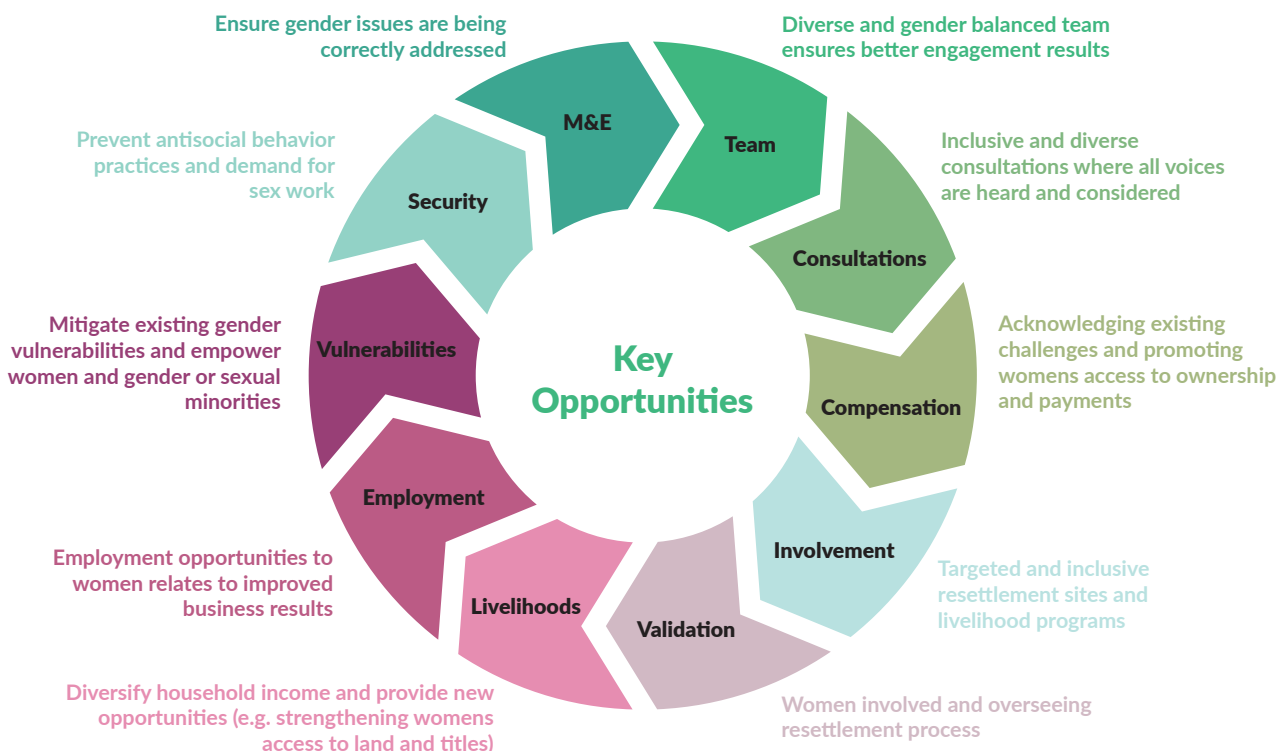 Key
Opportunities
Team
Diverse and gender balanced team
ensures better engagement results
Consultations
Inclusive and diverse
consultations where all voices
are heard and considered
Compensation
Acknowledging existing
challenges and promoting
womens access to ownership
and payments
Involvement
Targeted and inclusive
resettlement sites and
livelihood programs
Validation
Women involved and overseeing
resettlement process
Livelihoods
Diversify household income and provide new
opportunities (e.g. strengthening womens
access to land and titles)
Employment
Employment opportunities to
women relates to improved
business results
Vulnerabilities
Mitigate existing gender
vulnerabilities and empower
women and gender or sexual
minorities
Security
Prevent antisocial behavior
practices and demand for
sex work
M&E
Ensure gender issues are being
correctly addressed